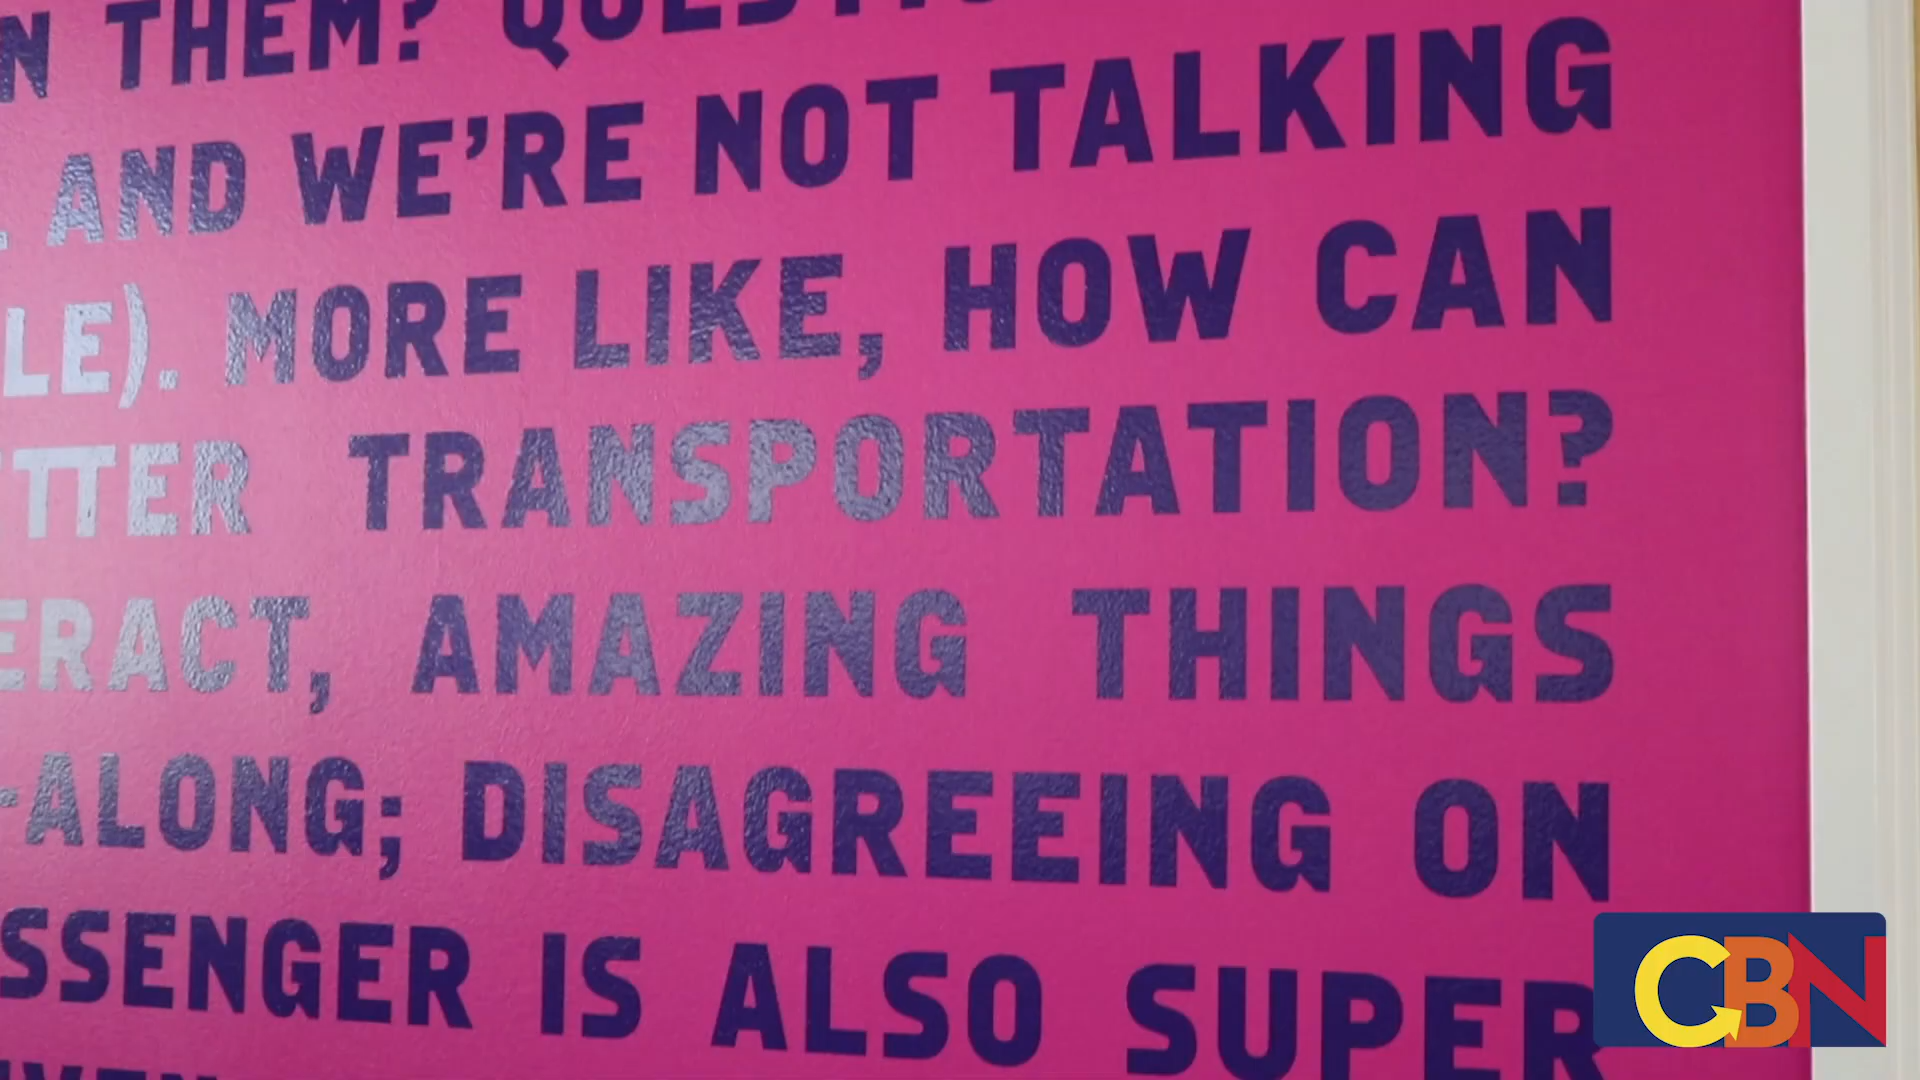 N THEM?
AND WE'RE NOT TALKING
LE). MORE LIKE, HOW CAN
TTER TRANSPORTATION?
ERACT, AMAZING THINGS
-ALONG; DISAGREEING ON
SSENGER IS ALSO SUPER
CBN